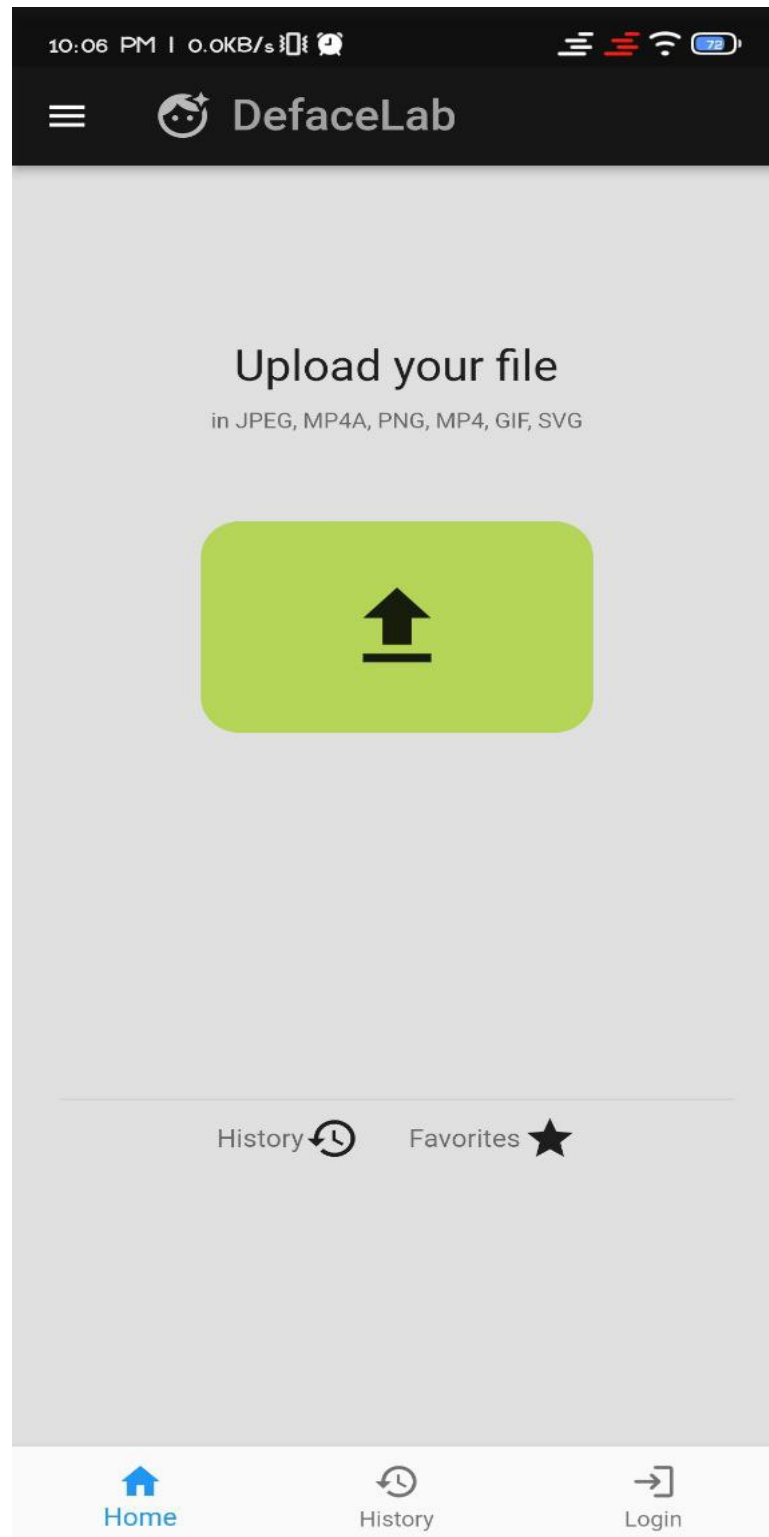 10:06 PM | 0.0KB/s 72
DefaceLab
Upload your file
in JPEG, MP4A, PNG, MP4, GIF, SVG
History Favorites
Home History Login